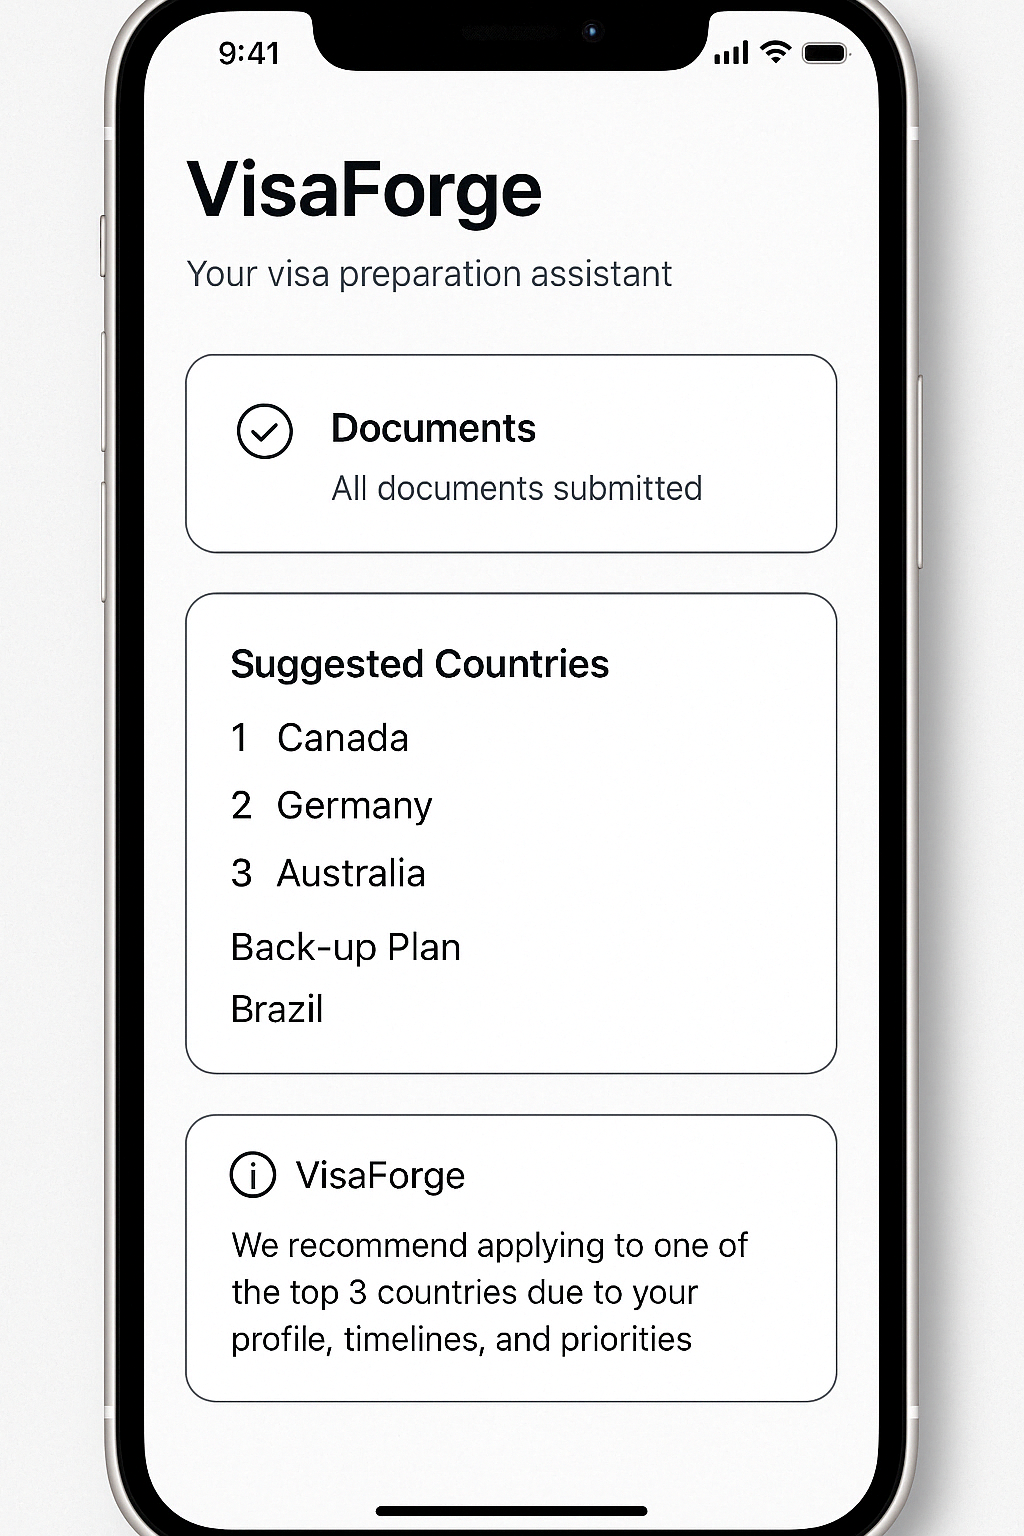 9:41
VisaForge
Your visa preparation assistant
Documents
All documents submitted
Suggested Countries
1 Canada
2 Germany
3 Australia
Back-up Plan
Brazil
VisaForge
We recommend applying to one of
the top 3 countries due to your
profile, timelines, and priorities